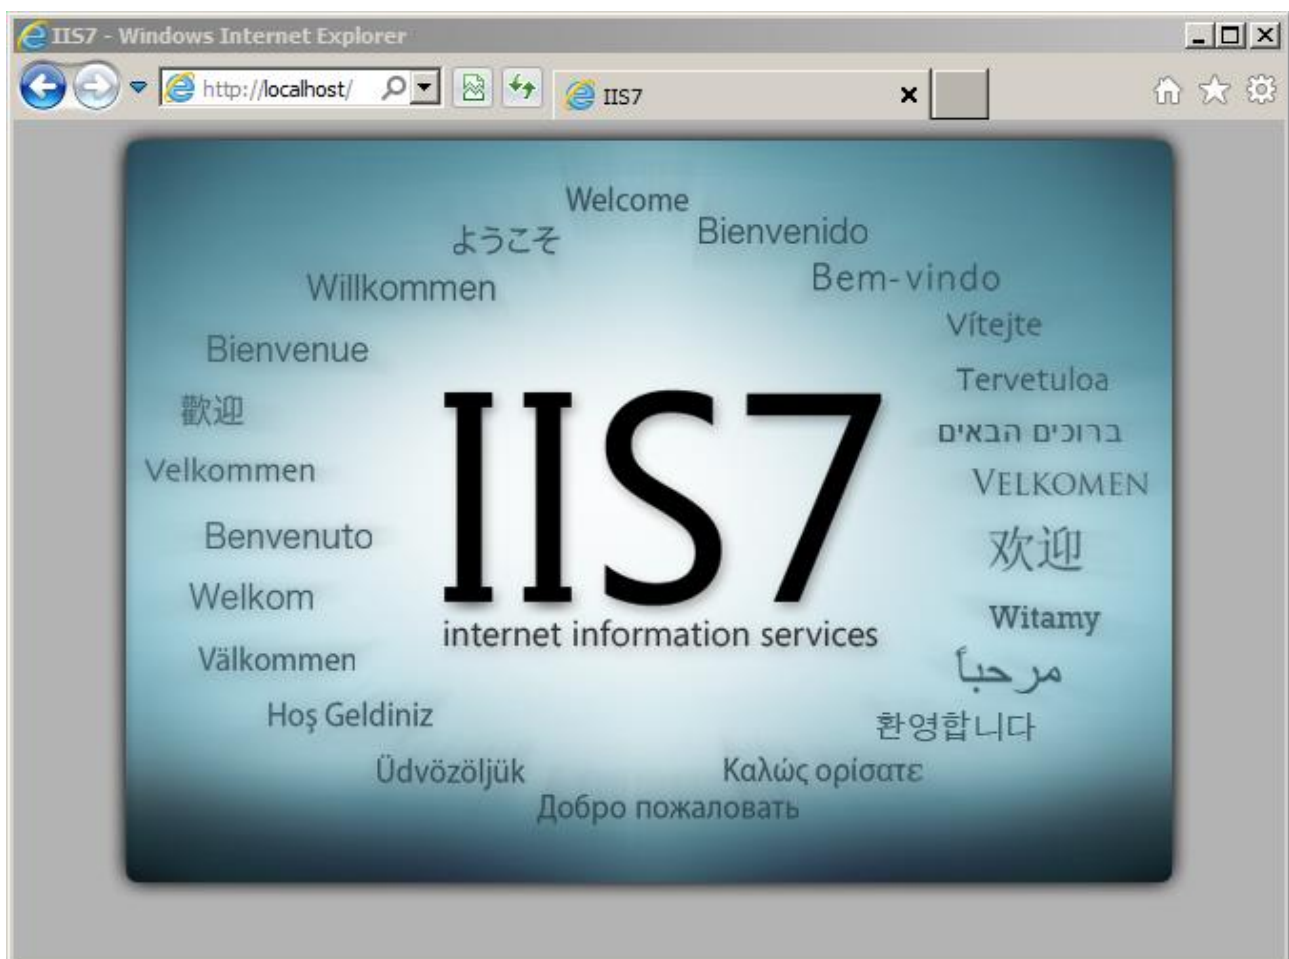 IIS7 - Windows Internet Explorer
http://localhost/
IIS7
Welcome
ようこそ
Bienvenido
Willkommen
Bem-vindo
Vítejte
Bienvenue
Tervetuloa
歡迎
ברוכים הבאים
Velkommen
VELKOMEN
IIS7
internet information services
Benvenuto
欢迎
Welkom
Witamy
Välkommen
مرحباً
Hoş Geldiniz
환영합니다
Üdvözöljük
Καλώς ορίσατε
Добро пожаловать